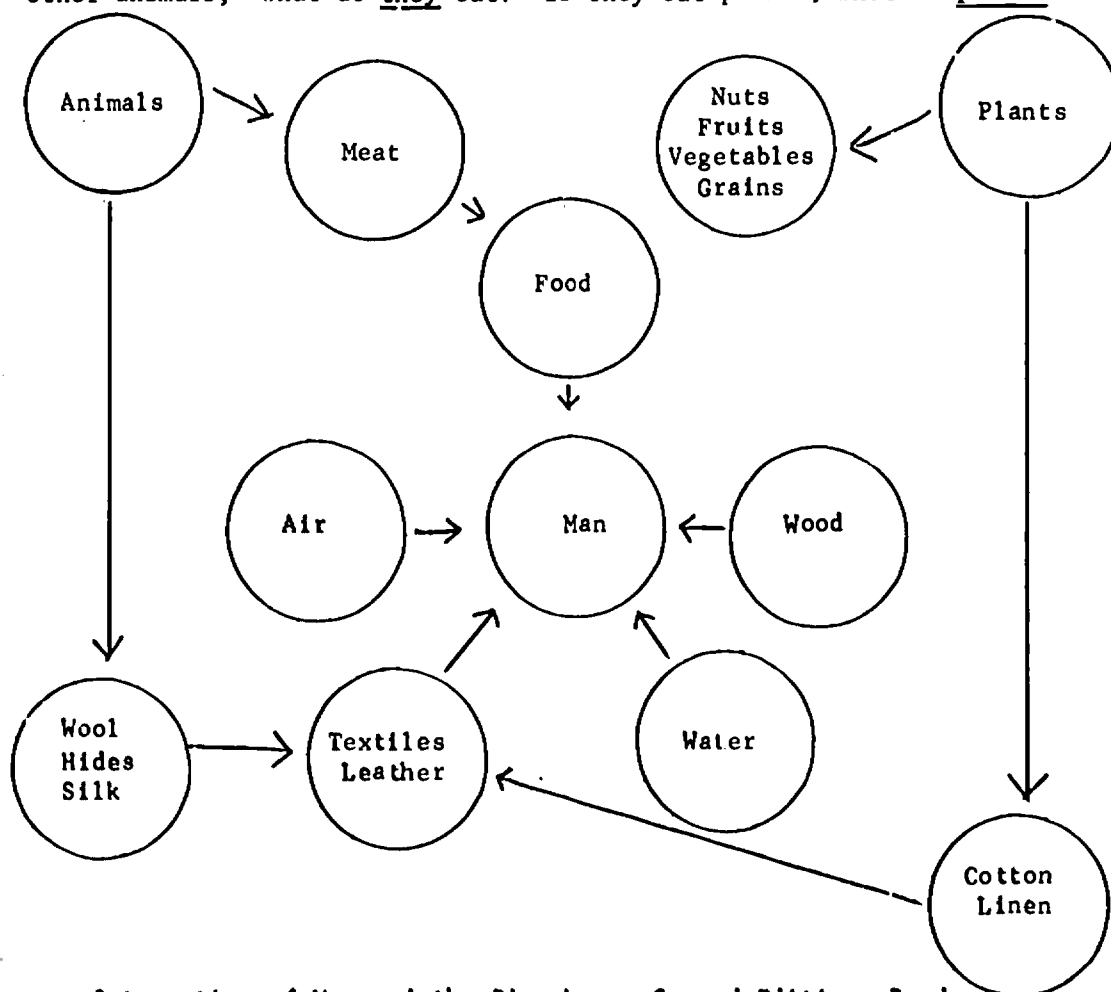 Animals
Meat
Nuts
Fruits
Vegetables
Grains
Plants
Food
Air
Man
Wood
Wool
Hides
Silk
Textiles
Leather
Water
Cotton
Linen